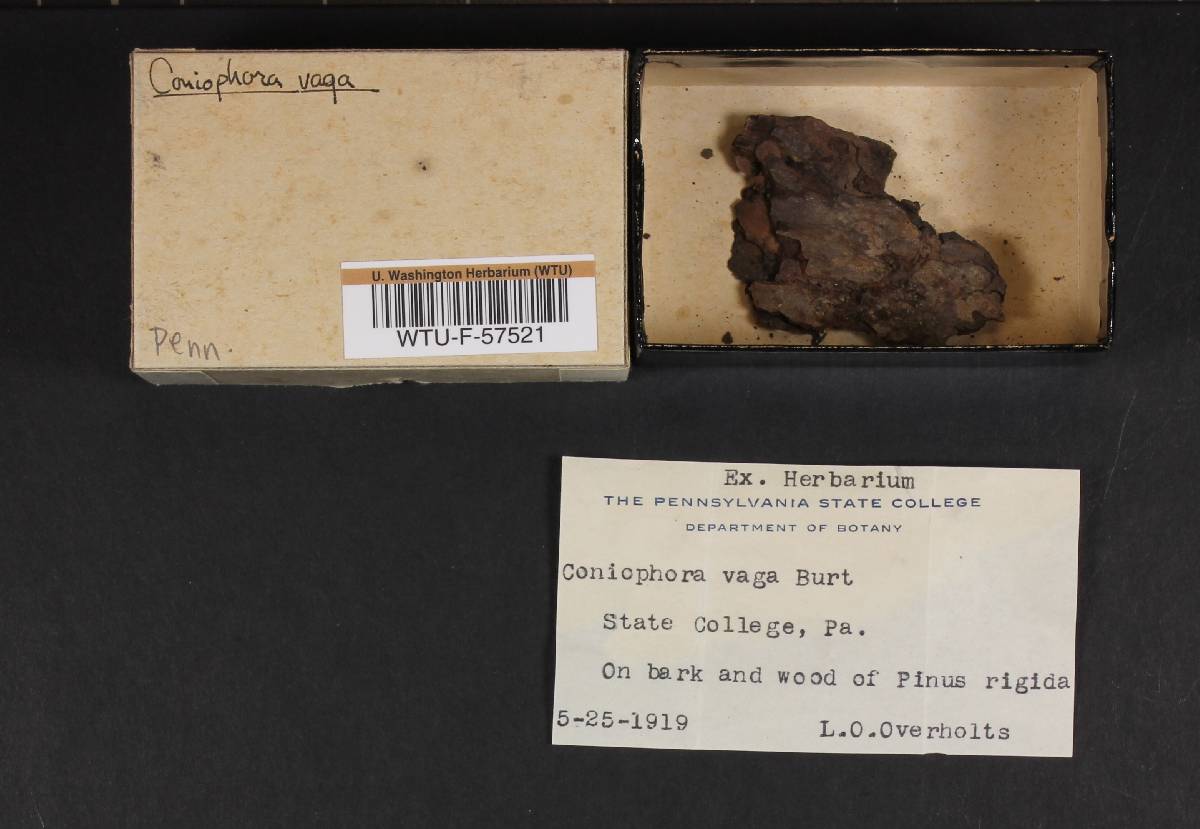 Coniophora vaga
U. Washington Herbarium (WTU)
WTU-F-57521
Penn.
Ex. Herbarium
THE PENNSYLVANIA STATE COLLEGE
DEPARTMENT OF BOTANY
Coniophora vaga Burt
State College, Pa.
On bark and wood of Pinus rigida
5-25-1919 L.O.Overholts